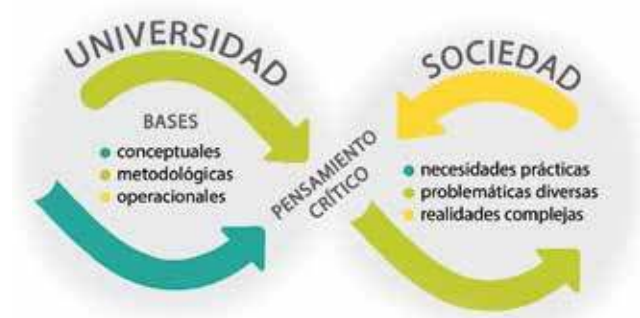 UNIVERSIDAD
BASES
conceptuales
metodológicas
operacionales
PENSAMIENTO
CRÍTICO
SOCIEDAD
necesidades prácticas
problemáticas diversas
realidades complejas